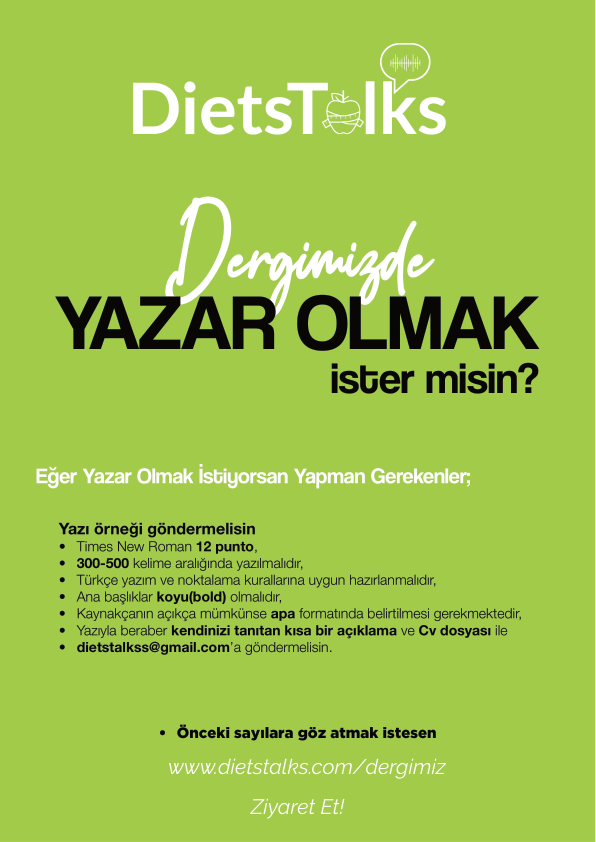 DietsTalks
Dergimizde
YAZAR OLMAK
ister misin?
Eğer Yazar Olmak İstiyorsan Yapman Gerekenler;
Yazı örneği göndermelisin
• Times New Roman 12 punto,
• 300-500 kelime aralığında yazılmalıdır,
• Türkçe yazım ve noktalama kurallarına uygun hazırlanmalıdır,
• Ana başlıklar koyu(bold) olmalıdır,
• Kaynakçanın açıkça mümkünse apa formatında belirtilmesi gerekmektedir,
• Yazıyla beraber kendinizi tanıtan kısa bir açıklama ve Cv dosyası ile
• dietstalkss@gmail.com'a göndermelisin.
• Önceki sayılara göz atmak istesen
www.dietstalks.com/dergimiz
Ziyaret Et!